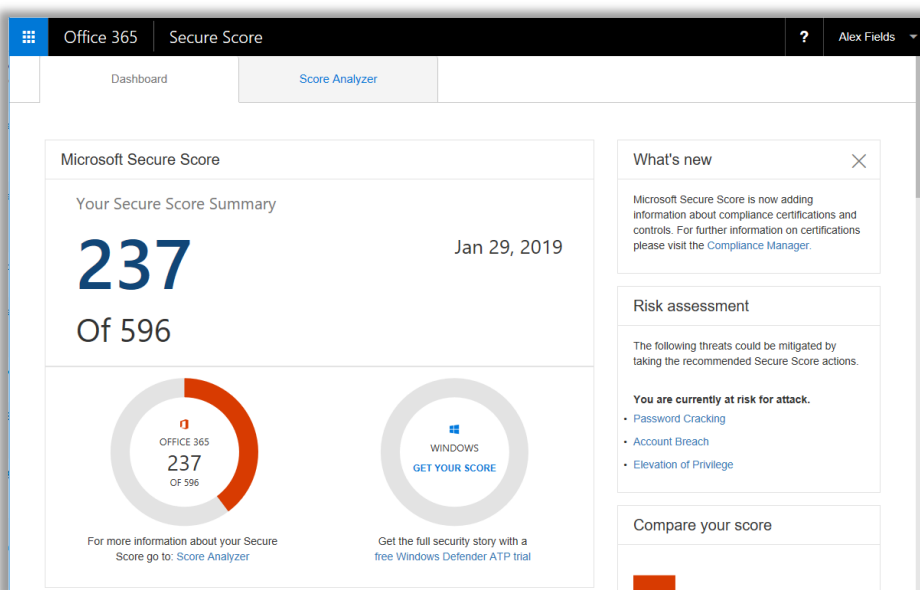 Office 365 Secure Score ? Alex Fields
Dashboard Score Analyzer
Microsoft Secure Score
Your Secure Score Summary
237
Jan 29, 2019
Of 596
OFFICE 365
237
OF 596
For more information about your Secure
Score go to: Score Analyzer
WINDOWS
GET YOUR SCORE
Get the full security story with a
free Windows Defender ATP trial
What's new
Microsoft Secure Score is now adding
information about compliance certifications and
controls. For further information on certifications
please visit the Compliance Manager.
Risk assessment
The following threats could be mitigated by
taking the recommended Secure Score actions.
You are currently at risk for attack.
• Password Cracking
• Account Breach
• Elevation of Privilege
Compare your score